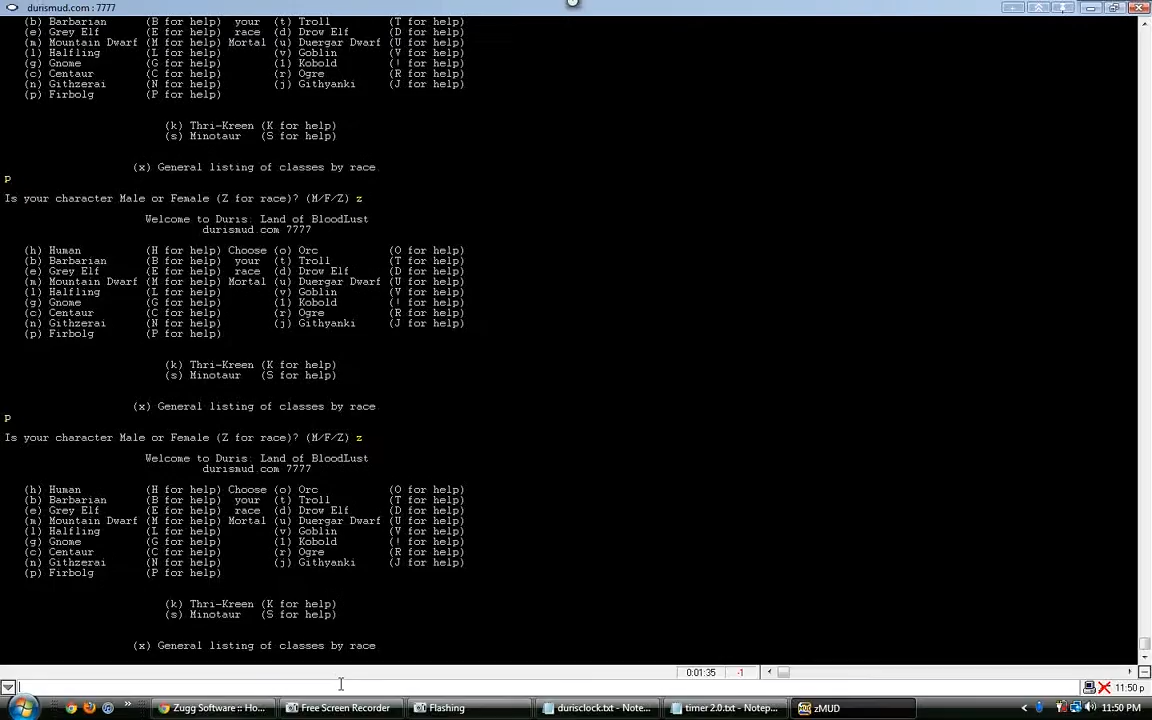 durismud.com : 7777
(b) Barbarian (B for help) your (t) Troll (T for help)
(e) Grey Elf (E for help) race (d) Drow Elf (D for help)
(m) Mountain Dwarf (M for help) Mortal (u) Duergar Dwarf (U for help)
(l) Halfling (L for help) (v) Goblin (V for help)
(g) Gnome (G for help) (1) Kobold (! for help)
(c) Centaur (C for help) (r) Ogre (R for help)
(n) Githzerai (N for help) (j) Githyanki (J for help)
(p) Firbolg (P for help)
(k) Thri-Kreen (K for help)
(s) Minotaur (S for help)
(x) General listing of classes by race
P
Is your character Male or Female (Z for race)? (M/F/Z) z
Welcome to Duris: Land of BloodLust
durismud.com 7777
(h) Human (H for help) Choose (o) Orc (O for help)
(b) Barbarian (B for help) your (t) Troll (T for help)
(e) Grey Elf (E for help) race (d) Drow Elf (D for help)
(m) Mountain Dwarf (M for help) Mortal (u) Duergar Dwarf (U for help)
(l) Halfling (L for help) (v) Goblin (V for help)
(g) Gnome (G for help) (1) Kobold (! for help)
(c) Centaur (C for help) (r) Ogre (R for help)
(n) Githzerai (N for help) (j) Githyanki (J for help)
(p) Firbolg (P for help)
(k) Thri-Kreen (K for help)
(s) Minotaur (S for help)
(x) General listing of classes by race
P
Is your character Male or Female (Z for race)? (M/F/Z) z
Welcome to Duris: Land of BloodLust
durismud.com 7777
(h) Human (H for help) Choose (o) Orc (O for help)
(b) Barbarian (B for help) your (t) Troll (T for help)
(e) Grey Elf (E for help) race (d) Drow Elf (D for help)
(m) Mountain Dwarf (M for help) Mortal (u) Duergar Dwarf (U for help)
(l) Halfling (L for help) (v) Goblin (V for help)
(g) Gnome (G for help) (1) Kobold (! for help)
(c) Centaur (C for help) (r) Ogre (R for help)
(n) Githzerai (N for help) (j) Githyanki (J for help)
(p) Firbolg (P for help)
(k) Thri-Kreen (K for help)
(s) Minotaur (S for help)
(x) General listing of classes by race
0:01:35 -1
11:50 p
Zugg Software :: Ho... Free Screen Recorder Flashing durisclock.txt - Note... timer 2.0.txt - Notep... zMUD 11:50 PM